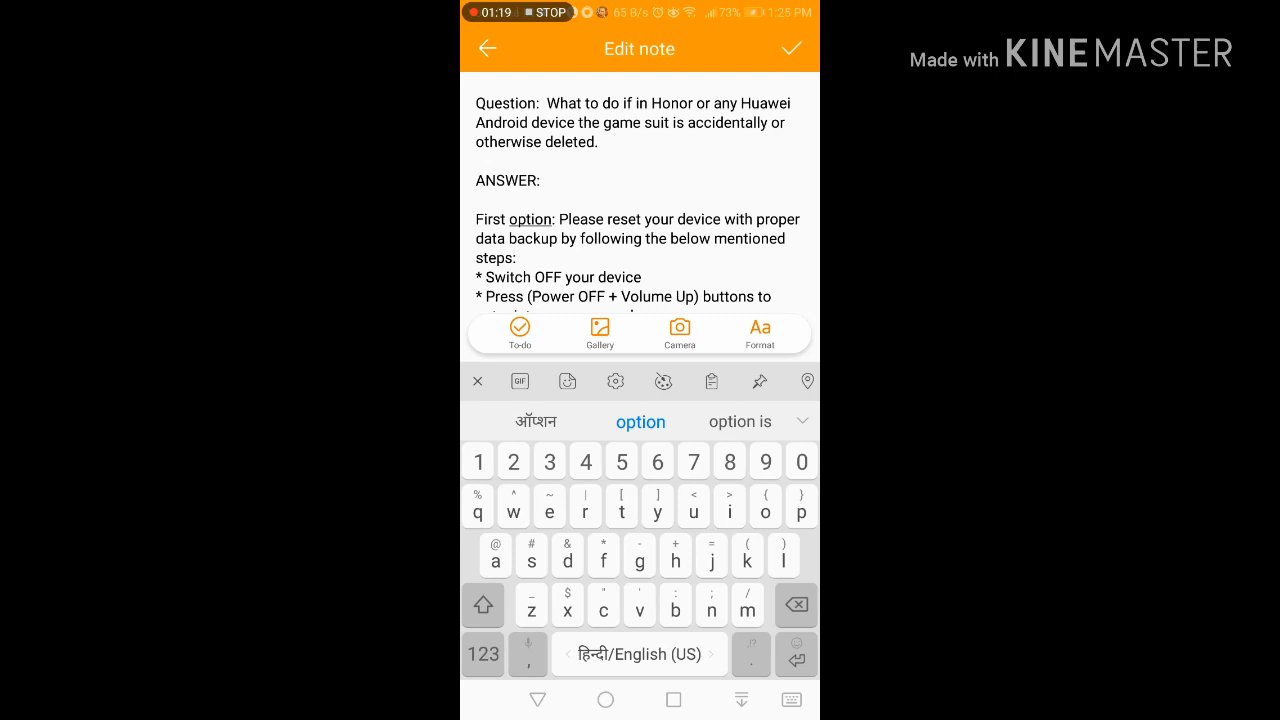 01:19 STOP 65 B/s 73% 1:25 PM
Edit note
Made with KINEMASTER
Question: What to do if in Honor or any Huawei
Android device the game suit is accidentally or
otherwise deleted.
ANSWER:
First option: Please reset your device with proper
data backup by following the below mentioned
steps:
* Switch OFF your device
* Press (Power OFF + Volume Up) buttons to
To-do Gallery Camera Format
Aa
GIF
ऑप्शन option option is
1 2 3 4 5 6 7 8 9 0
% ^ ~ | [ ] < > { }
q w e r t y u i o p
@ # & * - + = ( )
a s d f g h j k l
_ $ " ' : ; /
z x c v b n m
123 , हिन्दी/English (US) .
,!?